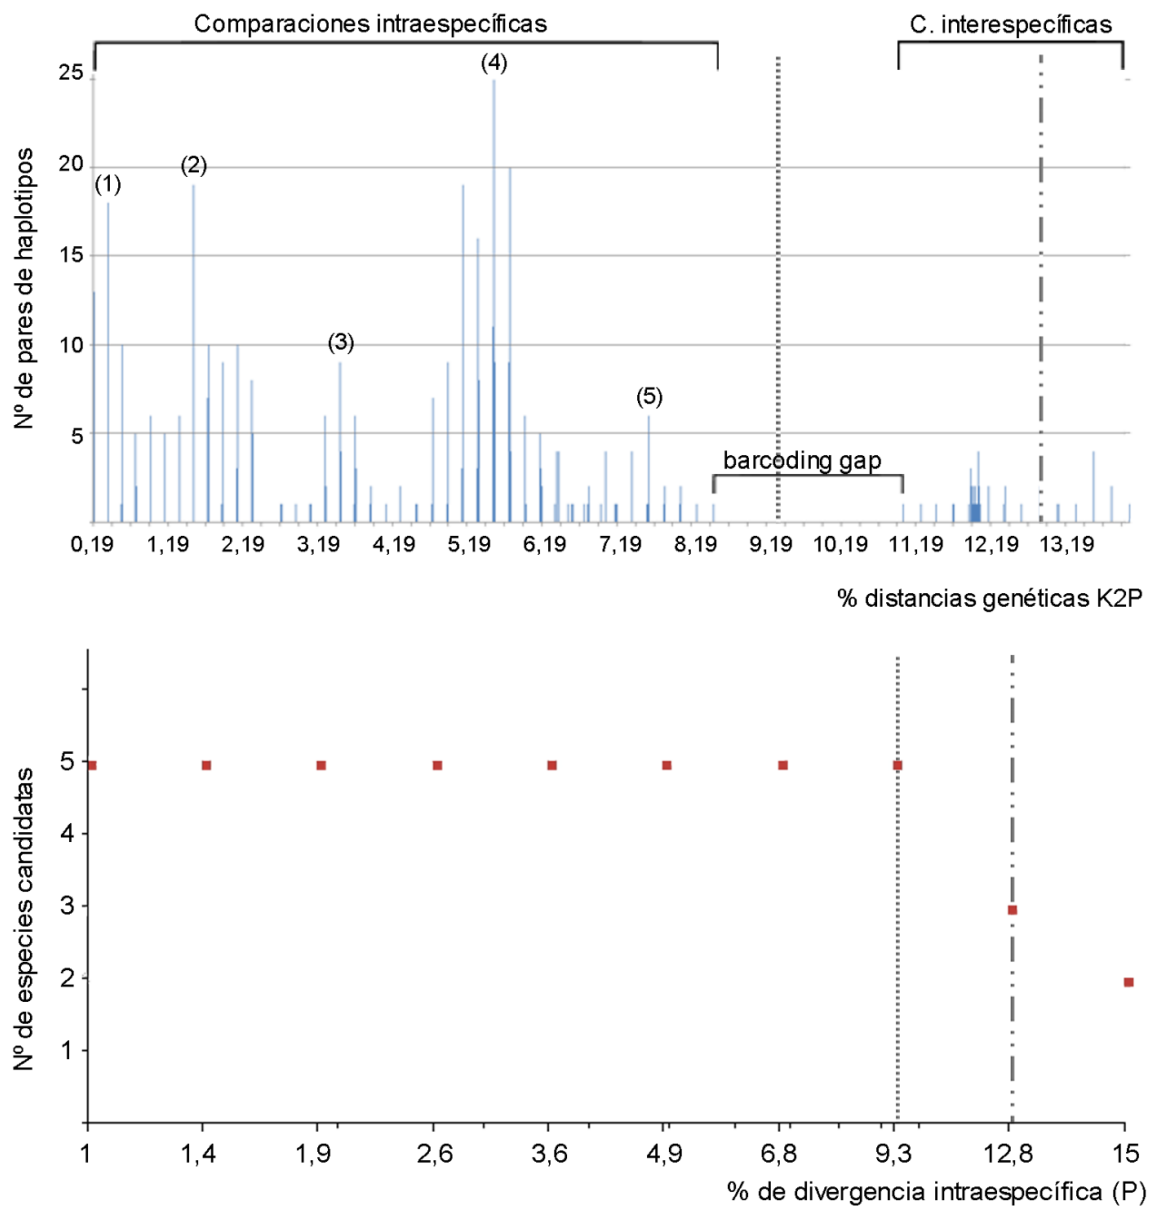 Comparaciones intraespecíficas
C. interespecíficas
(4)
25
(2)
20
(1)
15
(3)
10
(5)
5
barcoding gap
Nº de pares de haplotipos
0,19 1,19 2,19 3,19 4,19 5,19 6,19 7,19 8,19 9,19 10,19 11,19 12,19 13,19
% distancias genéticas K2P
5
4
3
2
1
Nº de especies candidatas
1 1,4 1,9 2,6 3,6 4,9 6,8 9,3 12,8 15
% de divergencia intraespecífica (P)